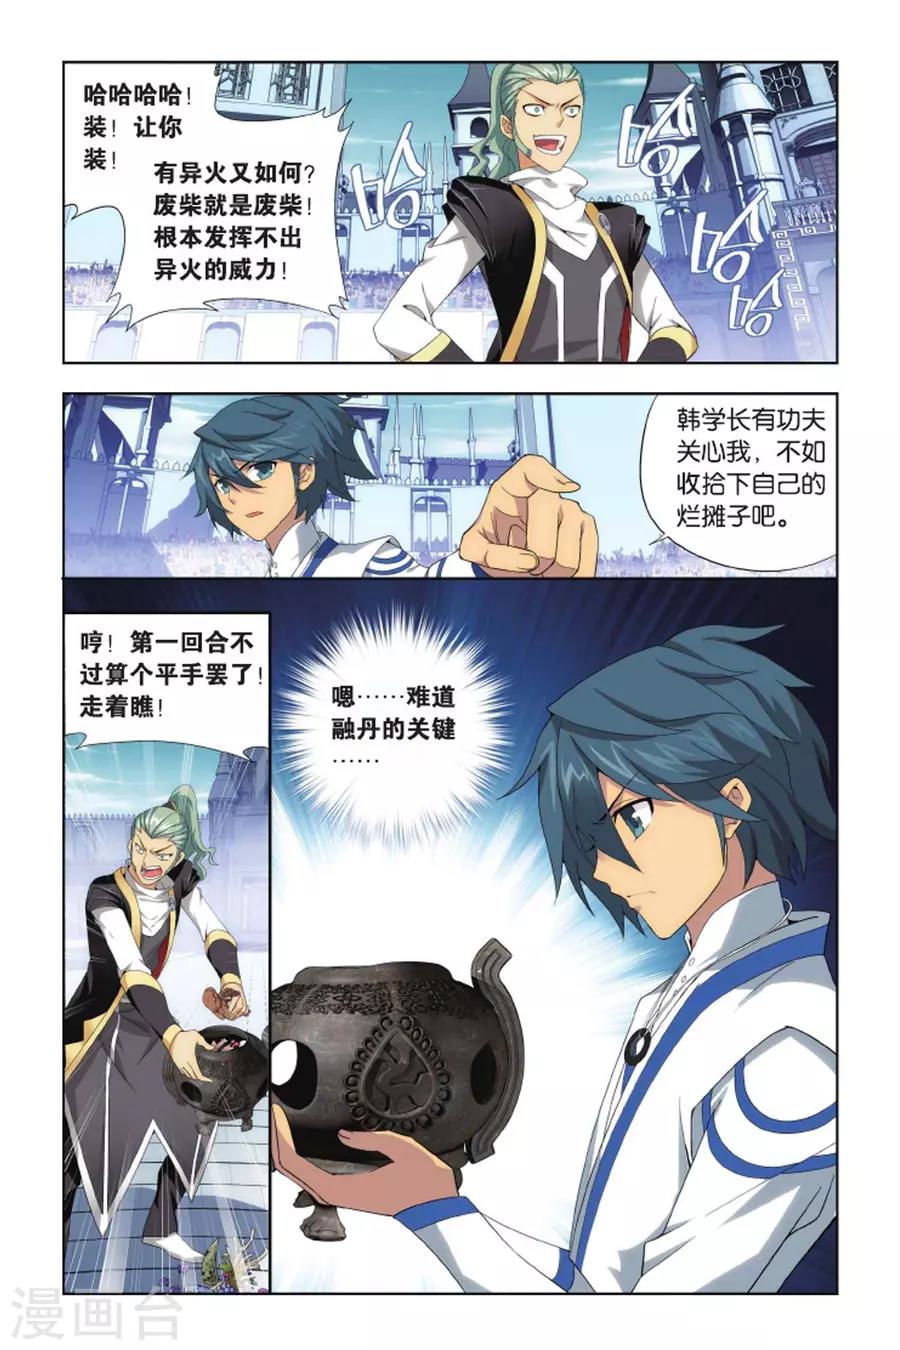 哈哈哈哈！
装！让你
装！
有异火又如何？
废柴就是废柴！
根本发挥不出
异火的威力！
哈
哈
哈
哈
韩学长有功夫
关心我，不如
收拾下自己的
烂摊子吧。
哼！第一回合不
过算个平手罢了！
走着瞧！
嗯……难道
融丹的关键
……
漫画台